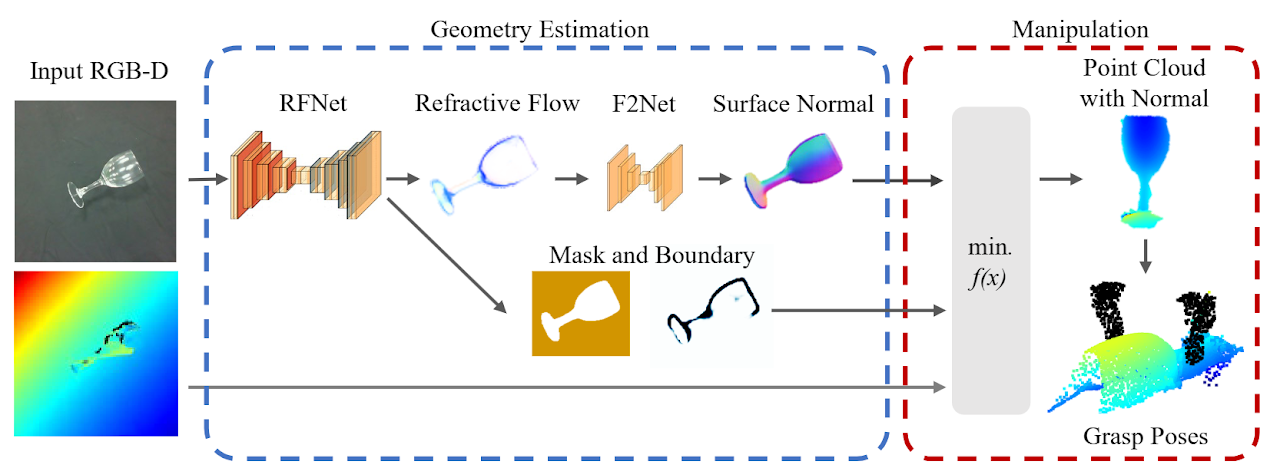 Geometry Estimation
Manipulation
Input RGB-D
RFNet
Refractive Flow
F2Net
Surface Normal
Point Cloud
with Normal
Mask and Boundary
min.
f(x)
Grasp Poses